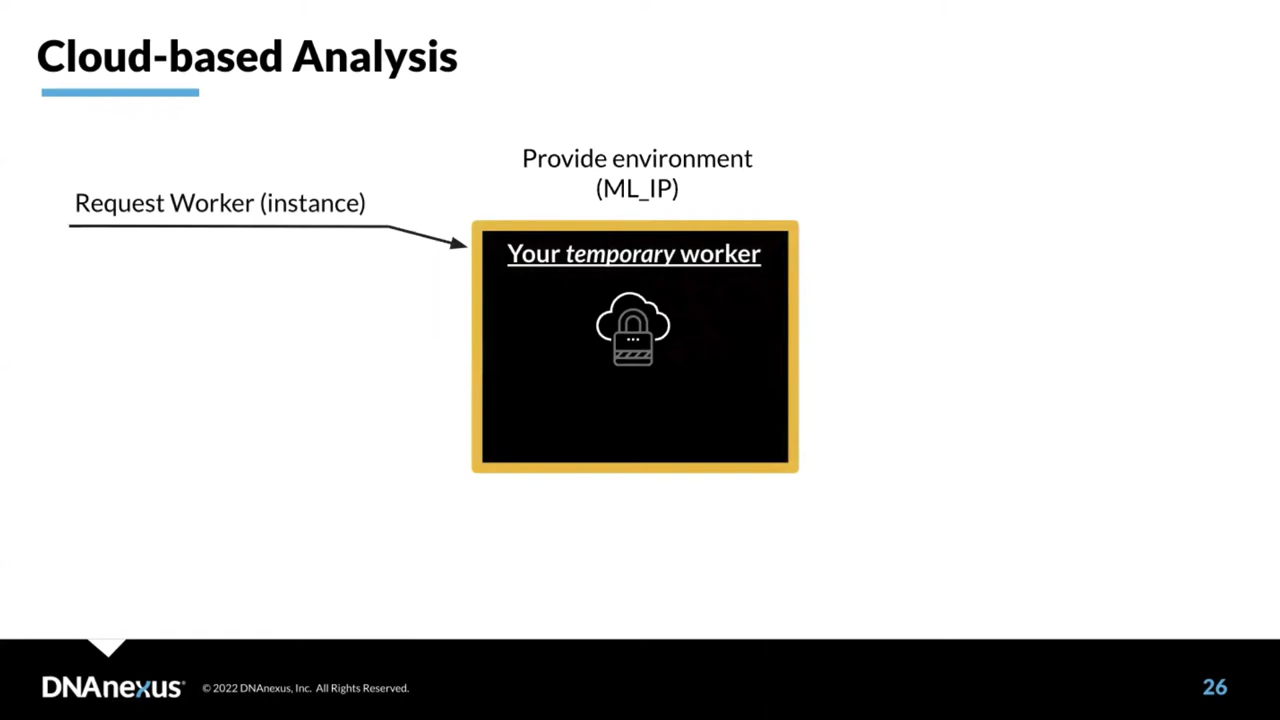 Cloud-based Analysis
Provide environment
(ML_IP)
Request Worker (instance)
Your temporary worker
DNAnexus®
© 2022 DNAnexus, Inc. All Rights Reserved.
26